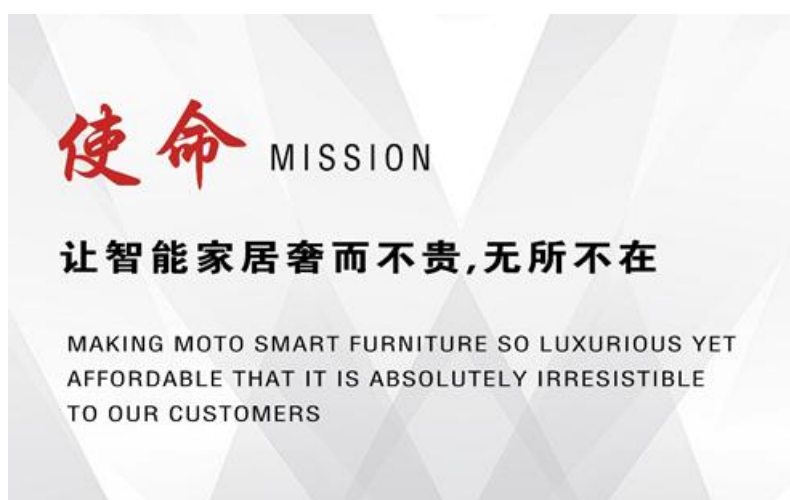 使命 MISSION
让智能家居奢而不贵,无所不在
MAKING MOTO SMART FURNITURE SO LUXURIOUS YET
AFFORDABLE THAT IT IS ABSOLUTELY IRRESISTIBLE
TO OUR CUSTOMERS